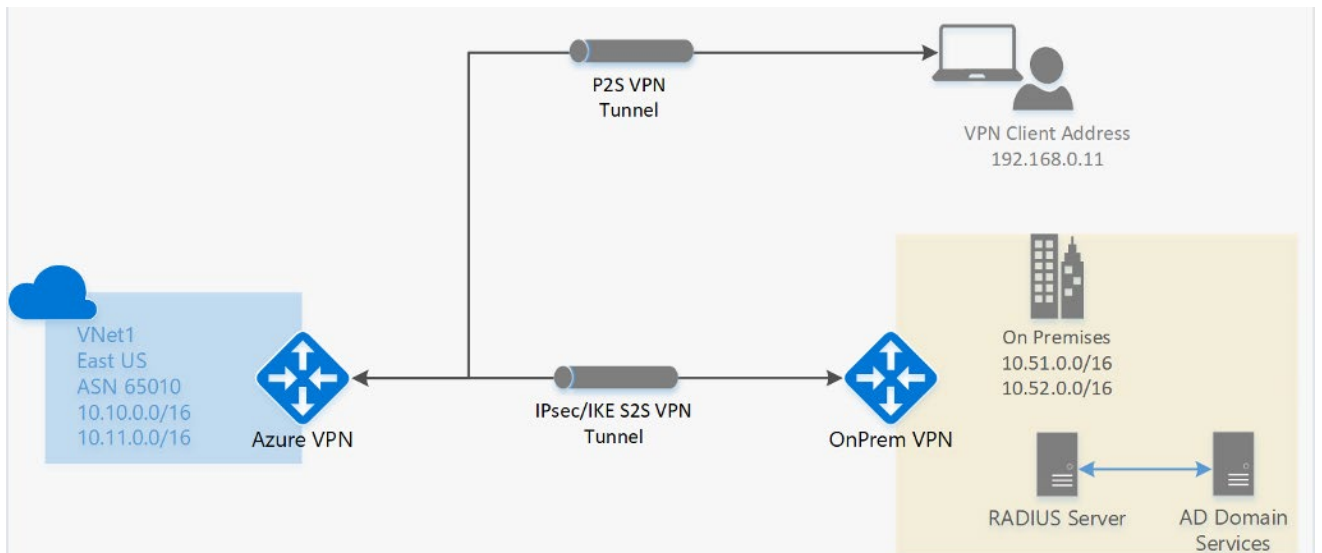 P2S VPN
Tunnel
VPN Client Address
192.168.0.11
VNet1
East US
ASN 65010
10.10.0.0/16
10.11.0.0/16
Azure VPN
IPsec/IKE S2S VPN
Tunnel
OnPrem VPN
On Premises
10.51.0.0/16
10.52.0.0/16
RADIUS Server
AD Domain
Services